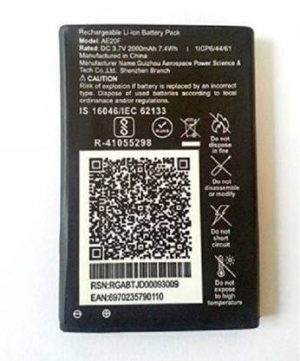 Rechargeable Li-ion Battery Pack
Model: AE20F
Rated: DC 3.7V 2000mAh 7.4Wh 1ICP6/44/61
Made in China
Manufacturer Name:Guizhou Aerospace Power Science &
Tech Co.,Ltd. Shenzhen Branch
⚠ CAUTION
Risk of explosion if battery is replaced by an incorrect
type. Dispose of used batteries according to local
ordinanace and/or regulations.
IS 16046/IEC 62133
R-41055298
Do not
dispose
in fire
Do not
disassemble
or modify
Do not
short
circuit
Do not
expose
to high
temperature
RSN:RGABTJD00093009
EAN:6970235790110